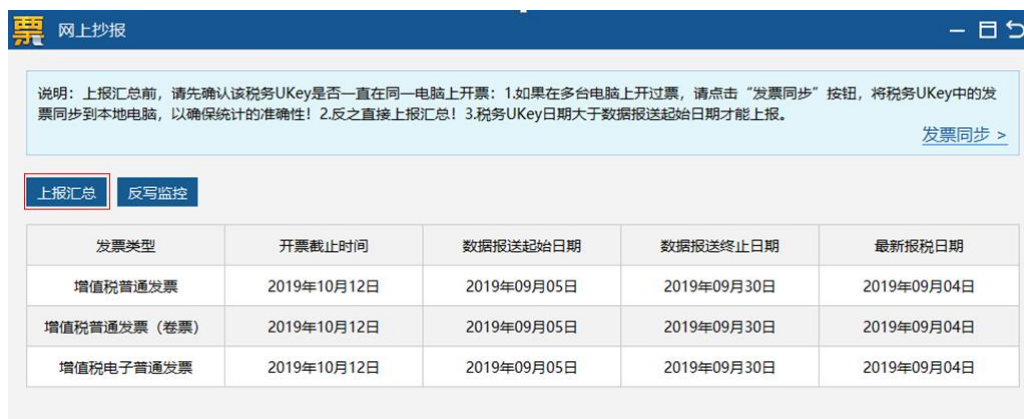 票 网上抄报
说明：上报汇总前，请先确认该税务UKey是否一直在同一电脑上开票：1.如果在多台电脑上开过票，请点击“发票同步”按钮，将税务UKey中的发
票同步到本地电脑，以确保统计的准确性！2.反之直接上报汇总！3.税务UKey日期大于数据报送起始日期才能上报。
发票同步 >
上报汇总 反写监控
发票类型 开票截止时间 数据报送起始日期 数据报送终止日期 最新报税日期
增值税普通发票 2019年10月12日 2019年09月05日 2019年09月30日 2019年09月04日
增值税普通发票（卷票） 2019年10月12日 2019年09月05日 2019年09月30日 2019年09月04日
增值税电子普通发票 2019年10月12日 2019年09月05日 2019年09月30日 2019年09月04日